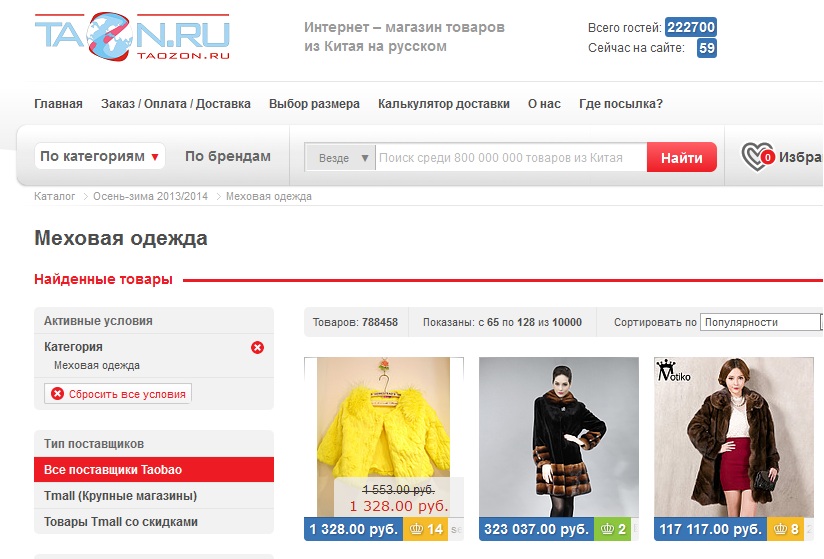 TAOZON.RU
TAOZON.RU
Интернет – магазин товаров
из Китая на русском
Всего гостей: 222700
Сейчас на сайте: 59
Главная Заказ / Оплата / Доставка Выбор размера Калькулятор доставки О нас Где посылка?
По категориям ▼ По брендам Везде ▼ Поиск среди 800 000 000 товаров из Китая Найти 0 Избра
Каталог > Осень-зима 2013/2014 > Меховая одежда
Меховая одежда
Найденные товары
Активные условия
Категория
Меховая одежда
Сбросить все условия
Тип поставщиков
Все поставщики Taobao
Tmall (Крупные магазины)
Товары Tmall со скидками
Товаров: 788458 Показаны: с 65 по 128 из 10000 Сортировать по Популярности
Motiko
1 553.00 руб.
1 328.00 руб.
1 328.00 руб. 14 323 037.00 руб. 2 117 117.00 руб. 8